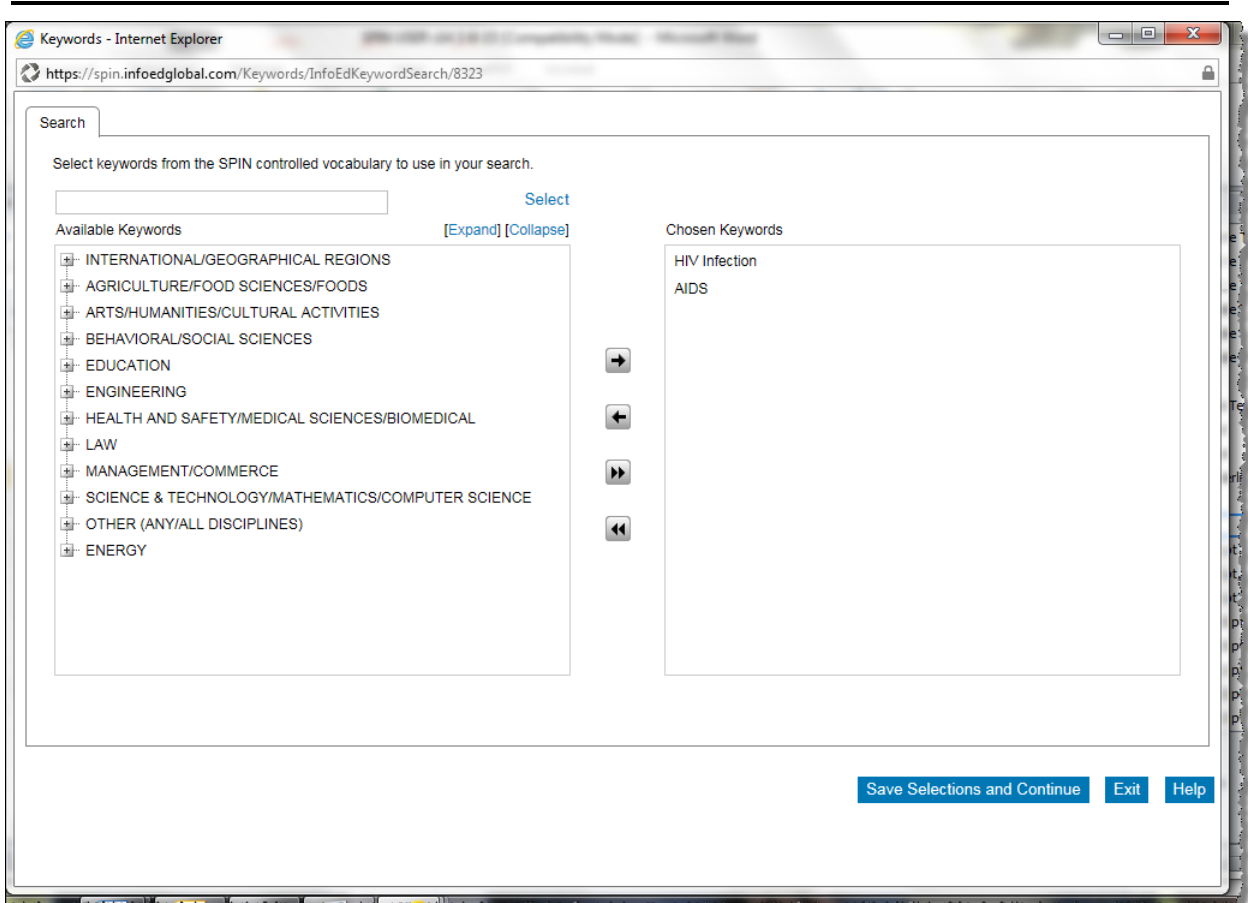 Keywords - Internet Explorer
https://spin.infoedglobal.com/Keywords/InfoEdKeywordSearch/8323
Search
Select keywords from the SPIN controlled vocabulary to use in your search.
Select
Available Keywords [Expand] [Collapse] Chosen Keywords
INTERNATIONAL/GEOGRAPHICAL REGIONS
AGRICULTURE/FOOD SCIENCES/FOODS
ARTS/HUMANITIES/CULTURAL ACTIVITIES
BEHAVIORAL/SOCIAL SCIENCES
EDUCATION
ENGINEERING
HEALTH AND SAFETY/MEDICAL SCIENCES/BIOMEDICAL
LAW
MANAGEMENT/COMMERCE
SCIENCE & TECHNOLOGY/MATHEMATICS/COMPUTER SCIENCE
OTHER (ANY/ALL DISCIPLINES)
ENERGY
HIV Infection
AIDS
Save Selections and Continue Exit Help